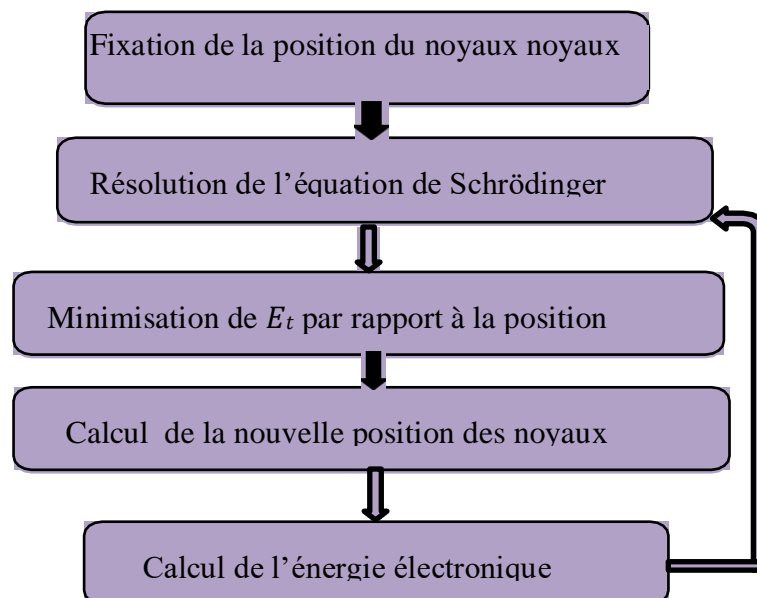 Fixation de la position du noyaux noyaux
Résolution de l’équation de Schrödinger
Minimisation de Et par rapport à la position
Calcul de la nouvelle position des noyaux
Calcul de l’énergie électronique